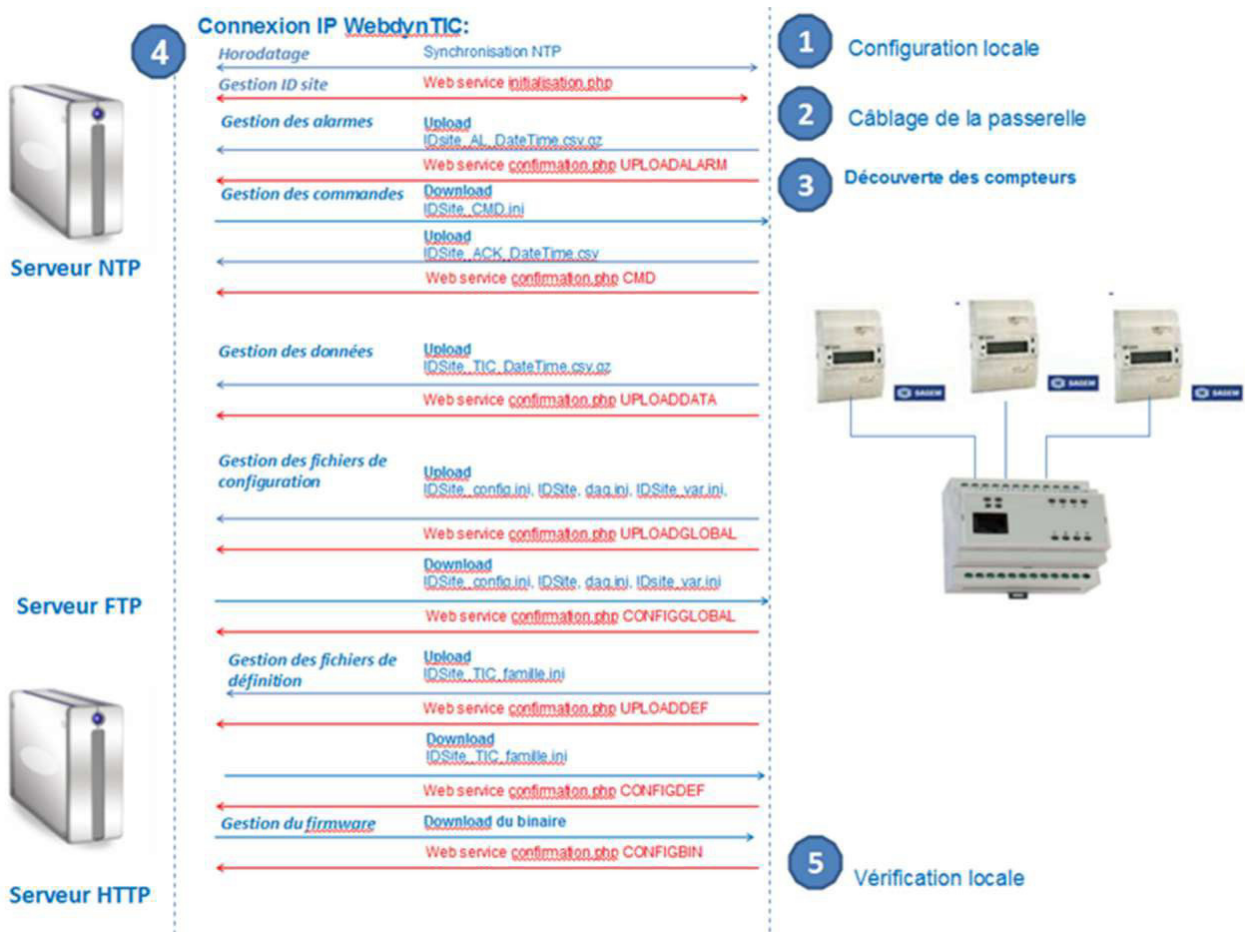 Connexion IP WebdynTIC:
4
Horodatage
Synchronisation NTP
Gestion ID site
Web service initialisation.php
Gestion des alarmes
Upload
IDsite_AL_DateTime.csv.gz
Web service confirmation.php UPLOADALARM
Gestion des commandes
Download
IDSite_CMD.ini
Upload
IDSite_ACK_DateTime.csv
Web service confirmation.php CMD
Serveur NTP
Gestion des données
Upload
IDSite_TIC_DateTime.csv.gz
Web service confirmation.php UPLOADDATA
Gestion des fichiers de
configuration
Upload
IDSite_config.ini, IDSite, daq.ini, IDSite_var.ini,
Web service confirmation.php UPLOADGLOBAL
Download
IDSite_config.ini, IDSite, daq.ini, IDsite_var.ini
Web service confirmation.php CONFIGGLOBAL
Serveur FTP
Gestion des fichiers de
définition
Upload
IDSite_TIC_famille.ini
Web service confirmation.php UPLOADDEF
Download
IDSite_TIC_famille.ini
Web service confirmation.php CONFIGDEF
Gestion du firmware
Download du binaire
Web service confirmation.php CONFIGBIN
Serveur HTTP
1
Configuration locale
2
Câblage de la passerelle
3
Découverte des compteurs
SAGEM
SAGEM
SAGEM
5
Vérification locale